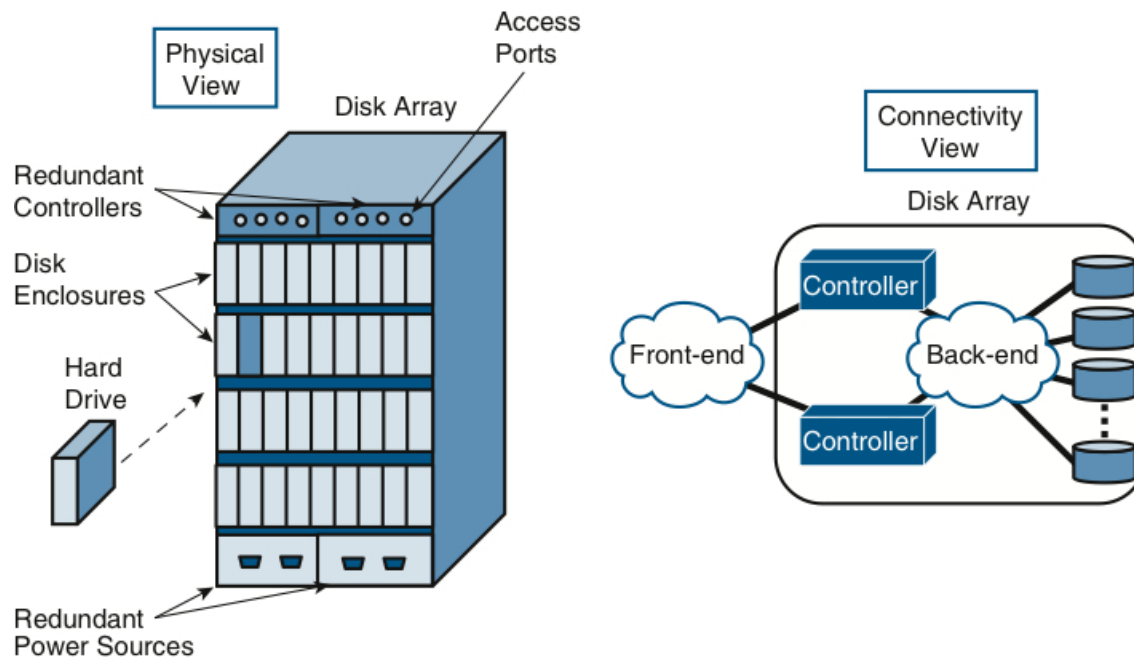 Physical
View
Access
Ports
Disk Array
Redundant
Controllers
Disk
Enclosures
Hard
Drive
Redundant
Power Sources
Connectivity
View
Disk Array
Controller
Front-end
Back-end
Controller